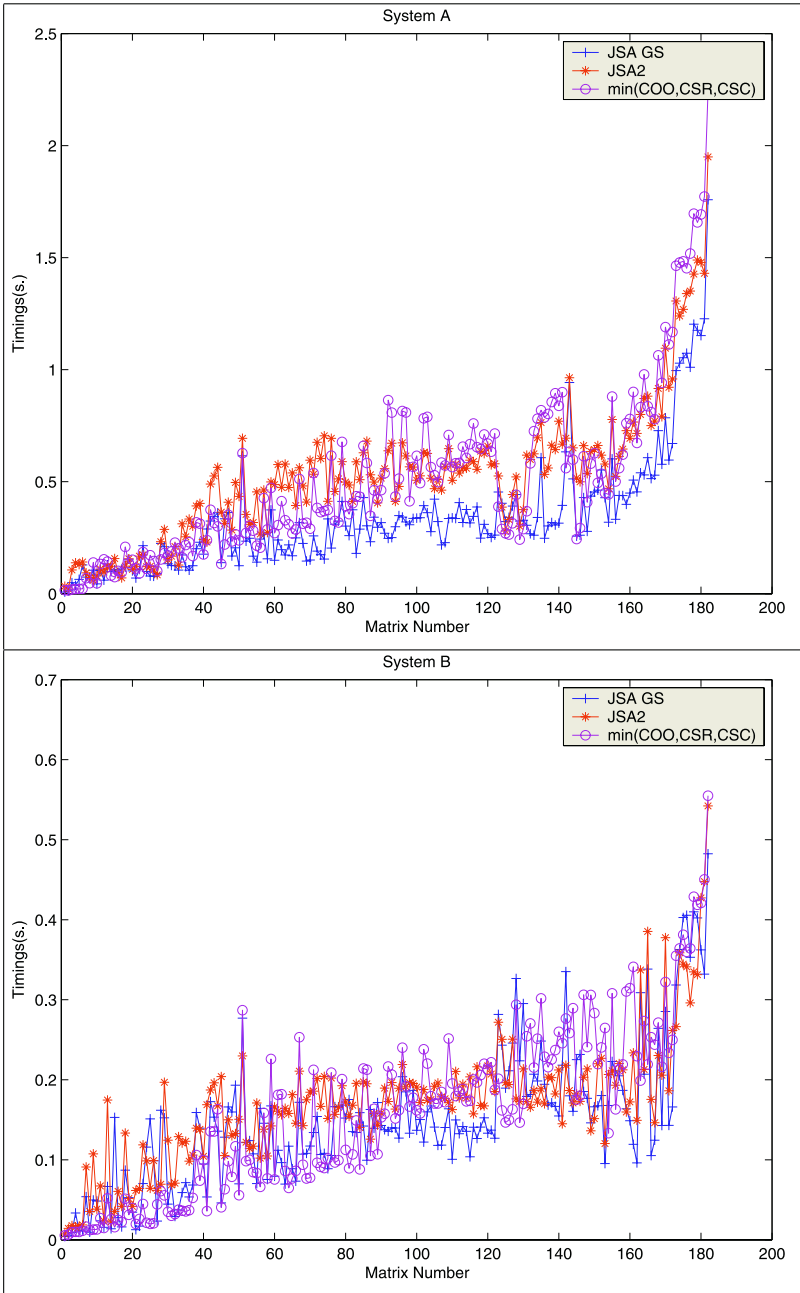 System A
2.5
2
1.5
1
0.5
0
Timings(s.)
JSA GS
JSA2
min(COO,CSR,CSC)
0 20 40 60 80 100 120 140 160 180 200
Matrix Number
System B
0.7
0.6
0.5
0.4
0.3
0.2
0.1
0
Timings(s.)
JSA GS
JSA2
min(COO,CSR,CSC)
0 20 40 60 80 100 120 140 160 180 200
Matrix Number